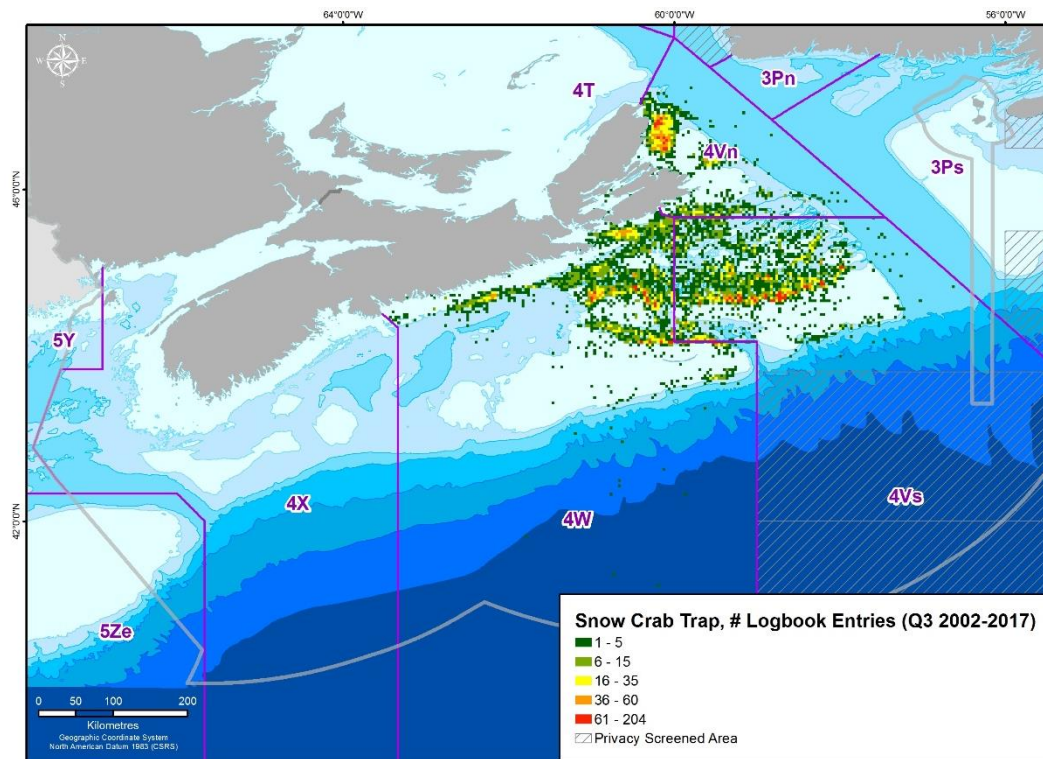 64°0'0"W
60°0'0"W
56°0'0"W
N
W
E
S
4T
3Pn
4Vn
3Ps
46°0'0"N
5Y
42°0'0"N
4X
4W
4Vs
5Ze
Snow Crab Trap, # Logbook Entries (Q3 2002-2017)
1 - 5
6 - 15
16 - 35
36 - 60
61 - 204
Privacy Screened Area
0 50 100 200
Kilometres
Geographic Coordinate System
North American Datum 1983 (CSRS)